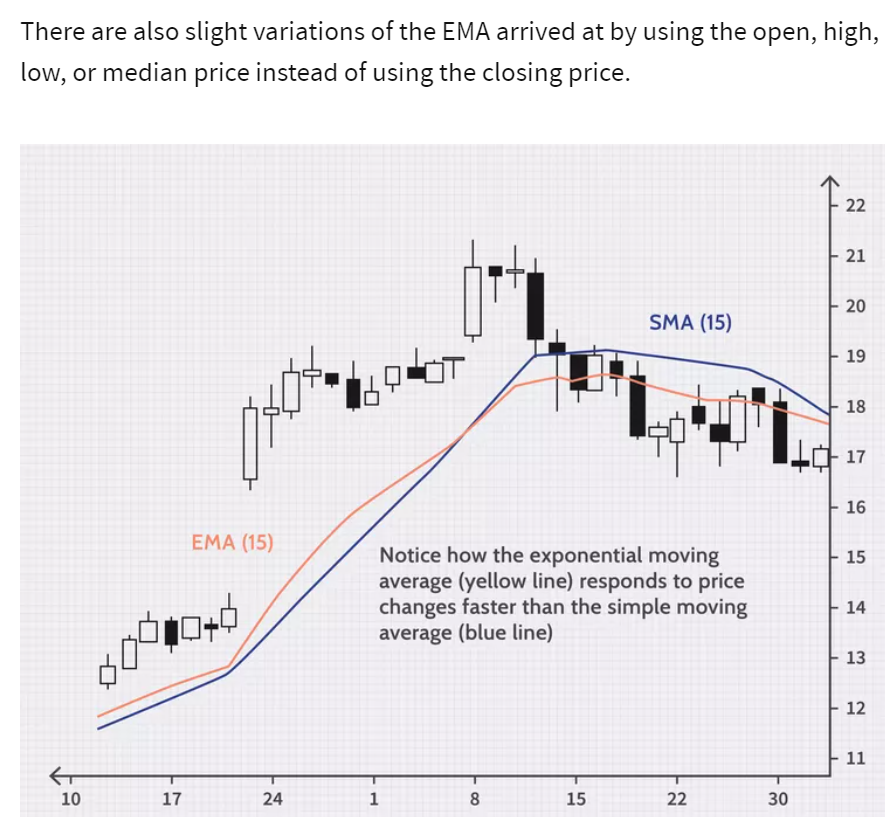 There are also slight variations of the EMA arrived at by using the open, high,
low, or median price instead of using the closing price.
22
21
20
SMA (15)
19
18
17
16
EMA (15)
Notice how the exponential moving
average (yellow line) responds to price
changes faster than the simple moving
average (blue line)
15
14
13
12
11
10 17 24 1 8 15 22 30